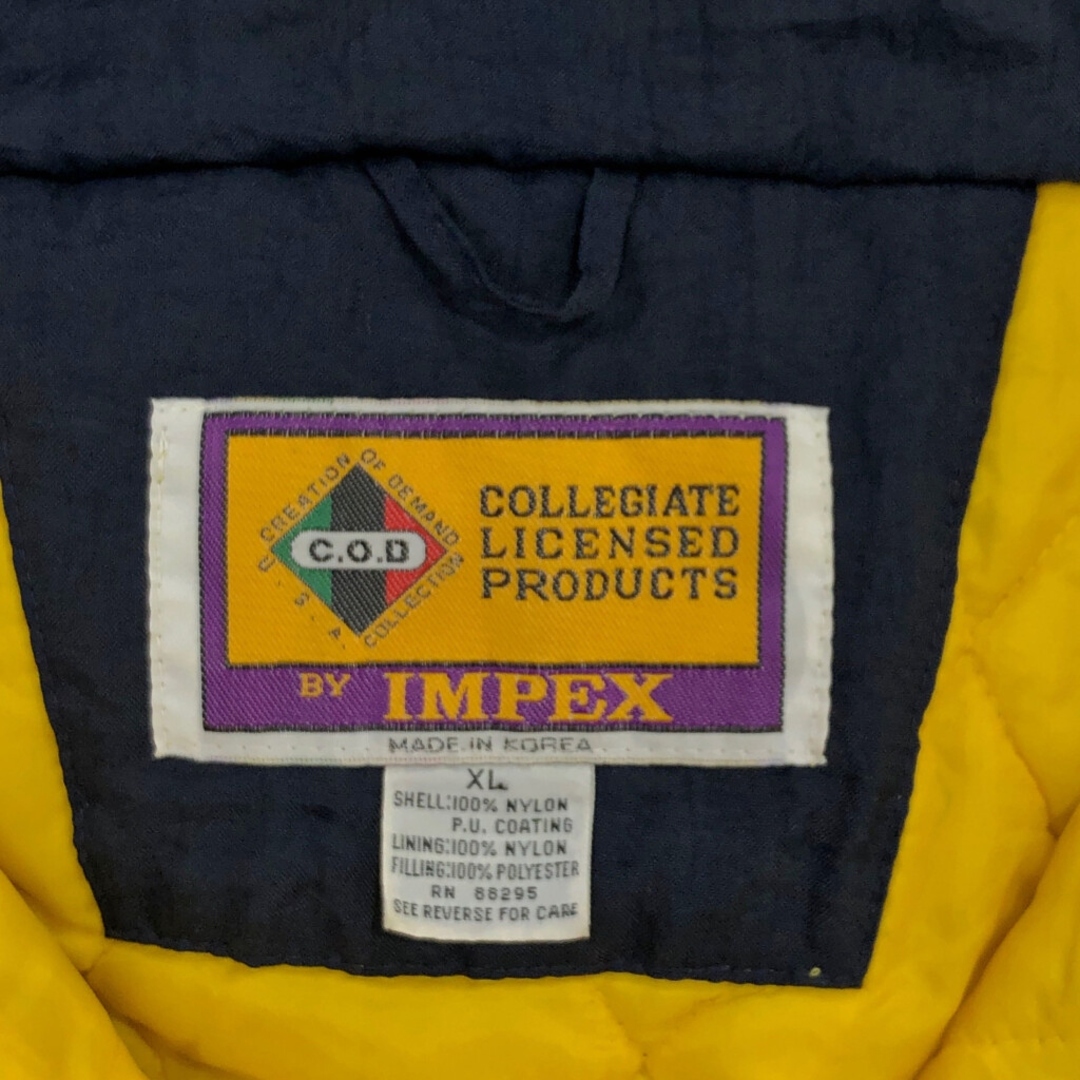 CREATION OF DEMAND
U.S.A. COLLECTION
C.O.D
COLLEGIATE
LICENSED
PRODUCTS
BY IMPEX
MADE IN KOREA
XL
SHELL:100% NYLON
P.U. COATING
LINING:100% NYLON
FILLING:100% POLYESTER
RN 88295
SEE REVERSE FOR CARE